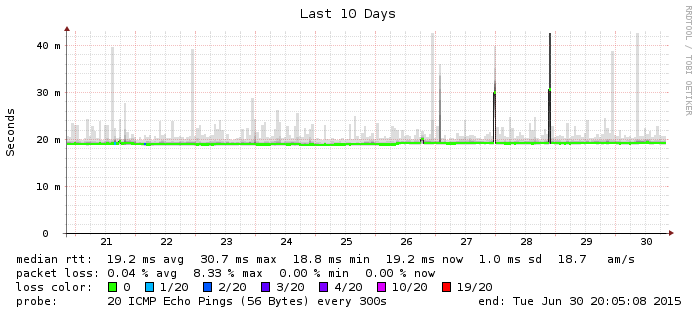 Last 10 Days
RRDTOOL / TOBI OETIKER
Seconds
40 m
30 m
20 m
10 m
0
21 22 23 24 25 26 27 28 29 30
median rtt: 19.2 ms avg 30.7 ms max 18.8 ms min 19.2 ms now 1.0 ms sd 18.7 am/s
packet loss: 0.04 % avg 8.33 % max 0.00 % min 0.00 % now
loss color: 0 1/20 2/20 3/20 4/20 10/20 19/20
probe: 20 ICMP Echo Pings (56 Bytes) every 300s end: Tue Jun 30 20:05:08 2015